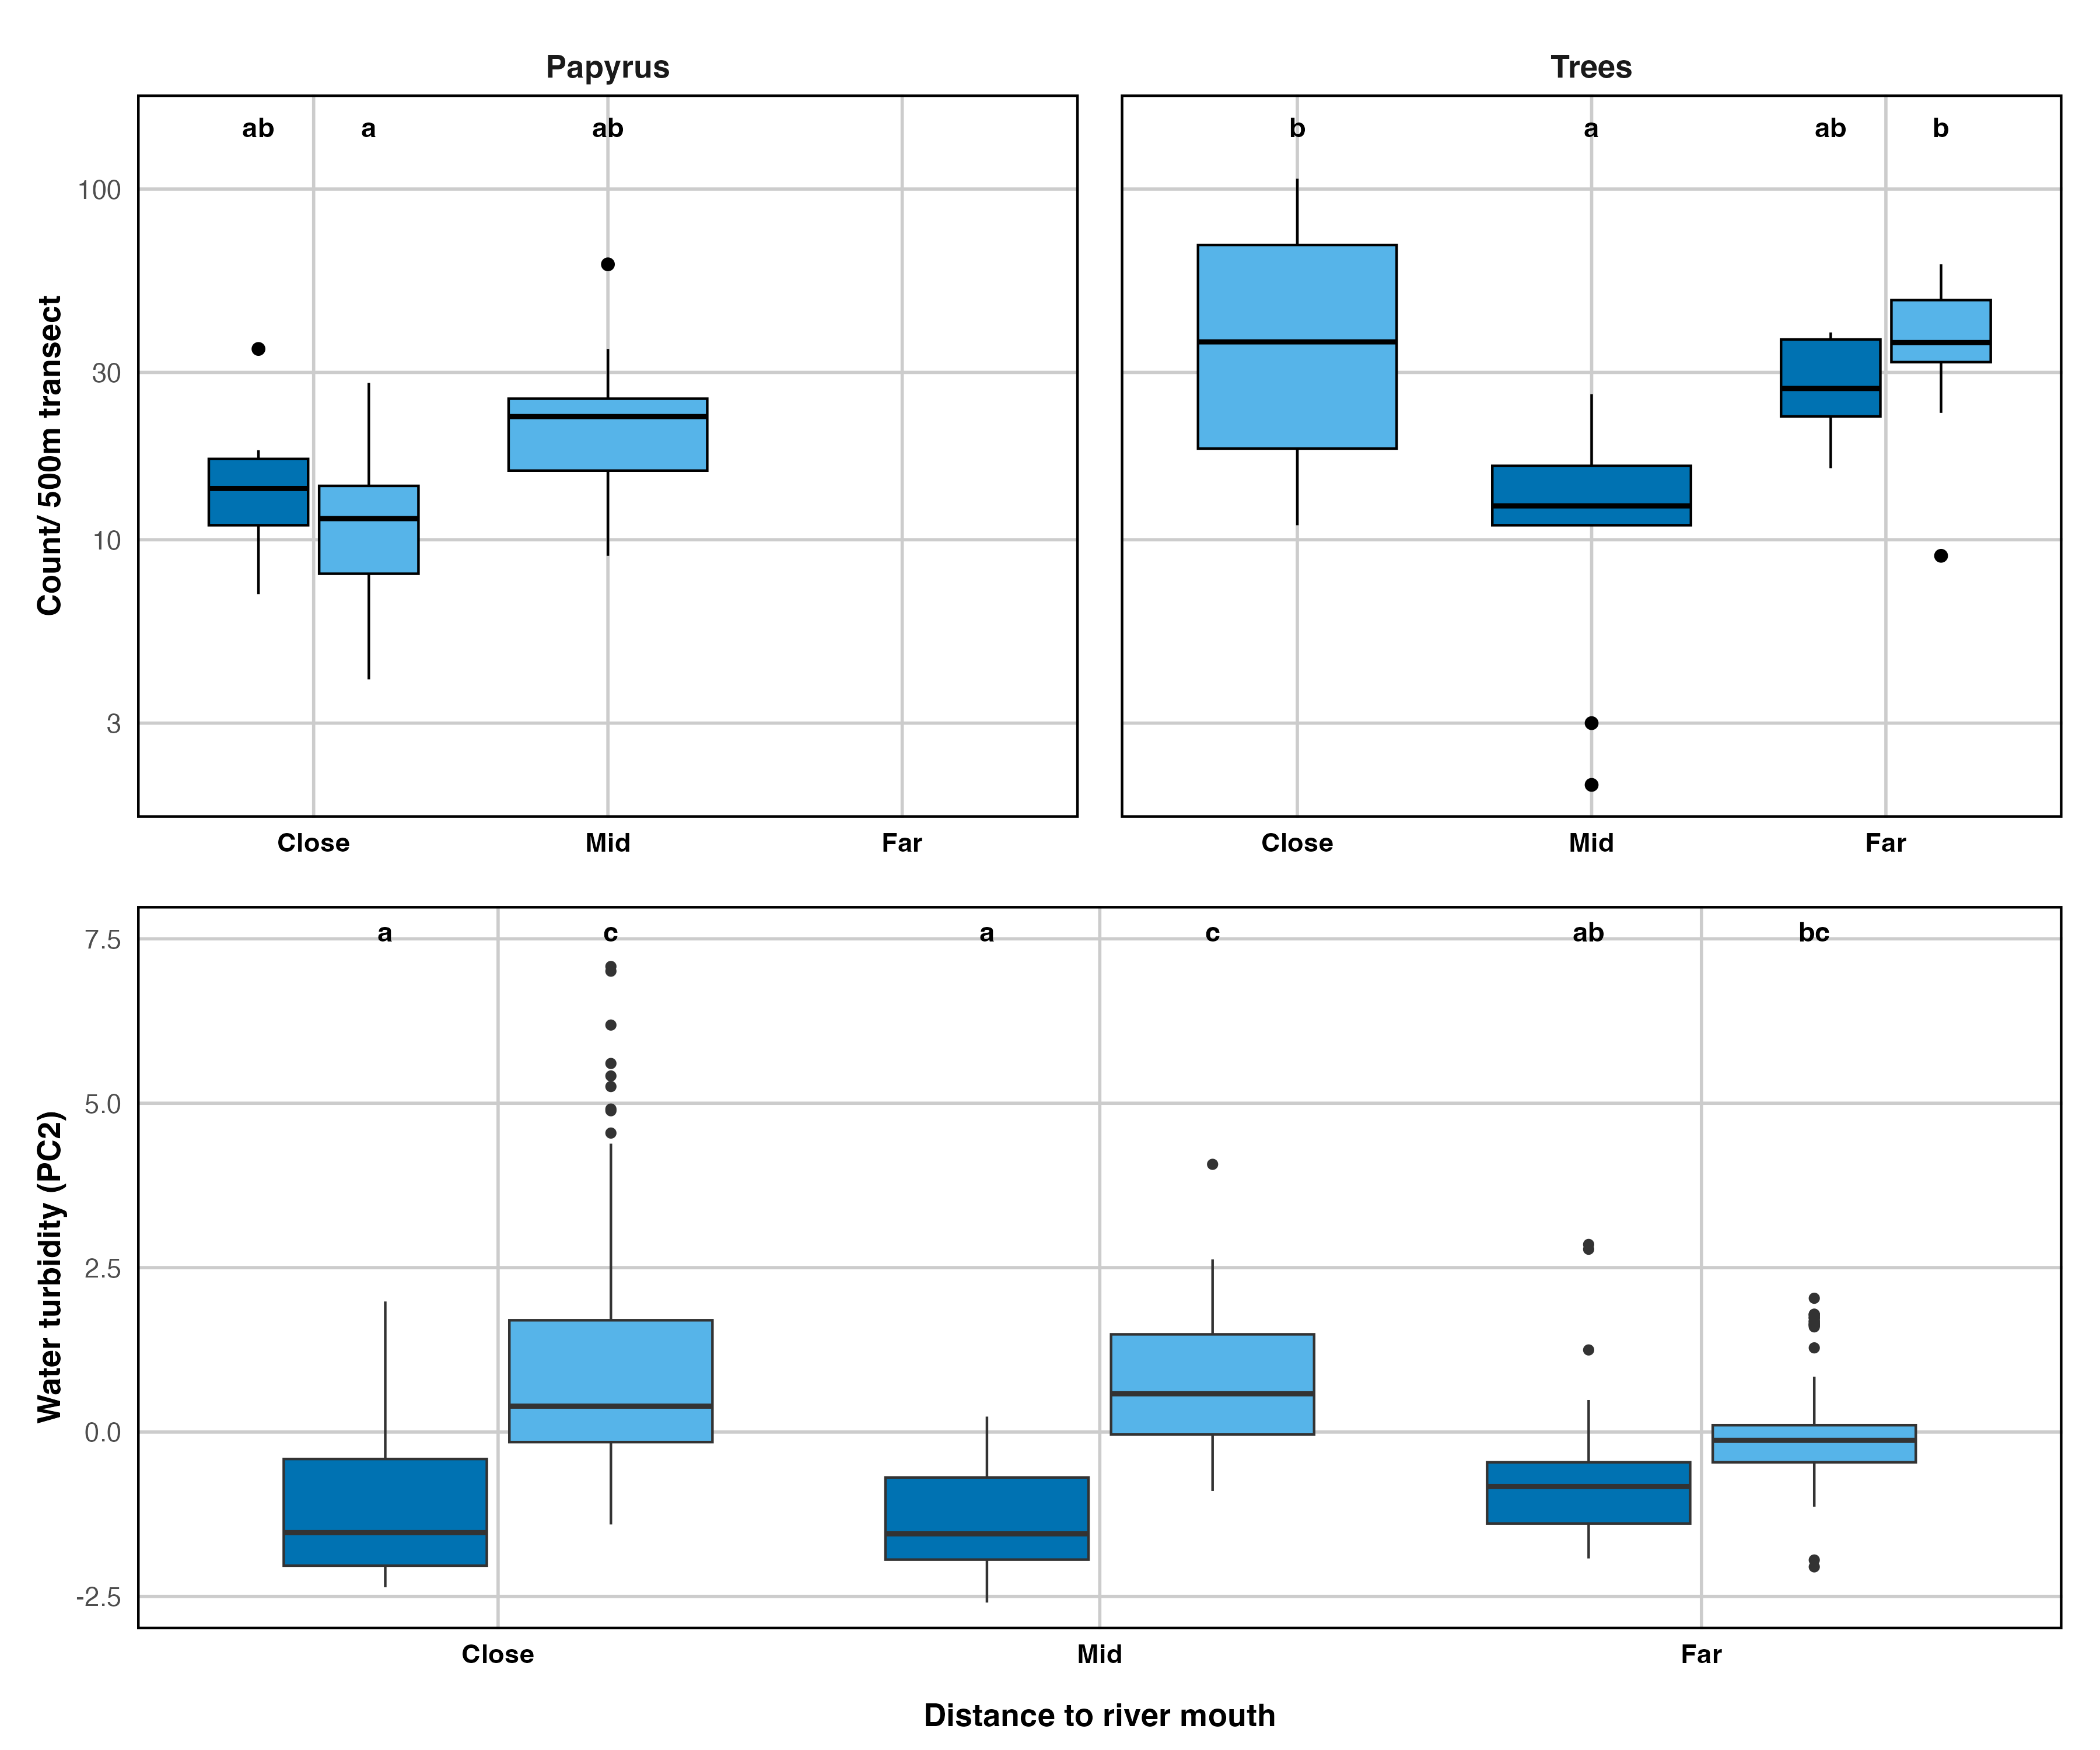 Papyrus
Trees
ab a ab
b a ab b
100
30
10
3
Count/ 500m transect
Close Mid Far
Close Mid Far
a c a c ab bc
7.5
5.0
2.5
0.0
-2.5
Water turbidity (PC2)
Close Mid Far
Distance to river mouth